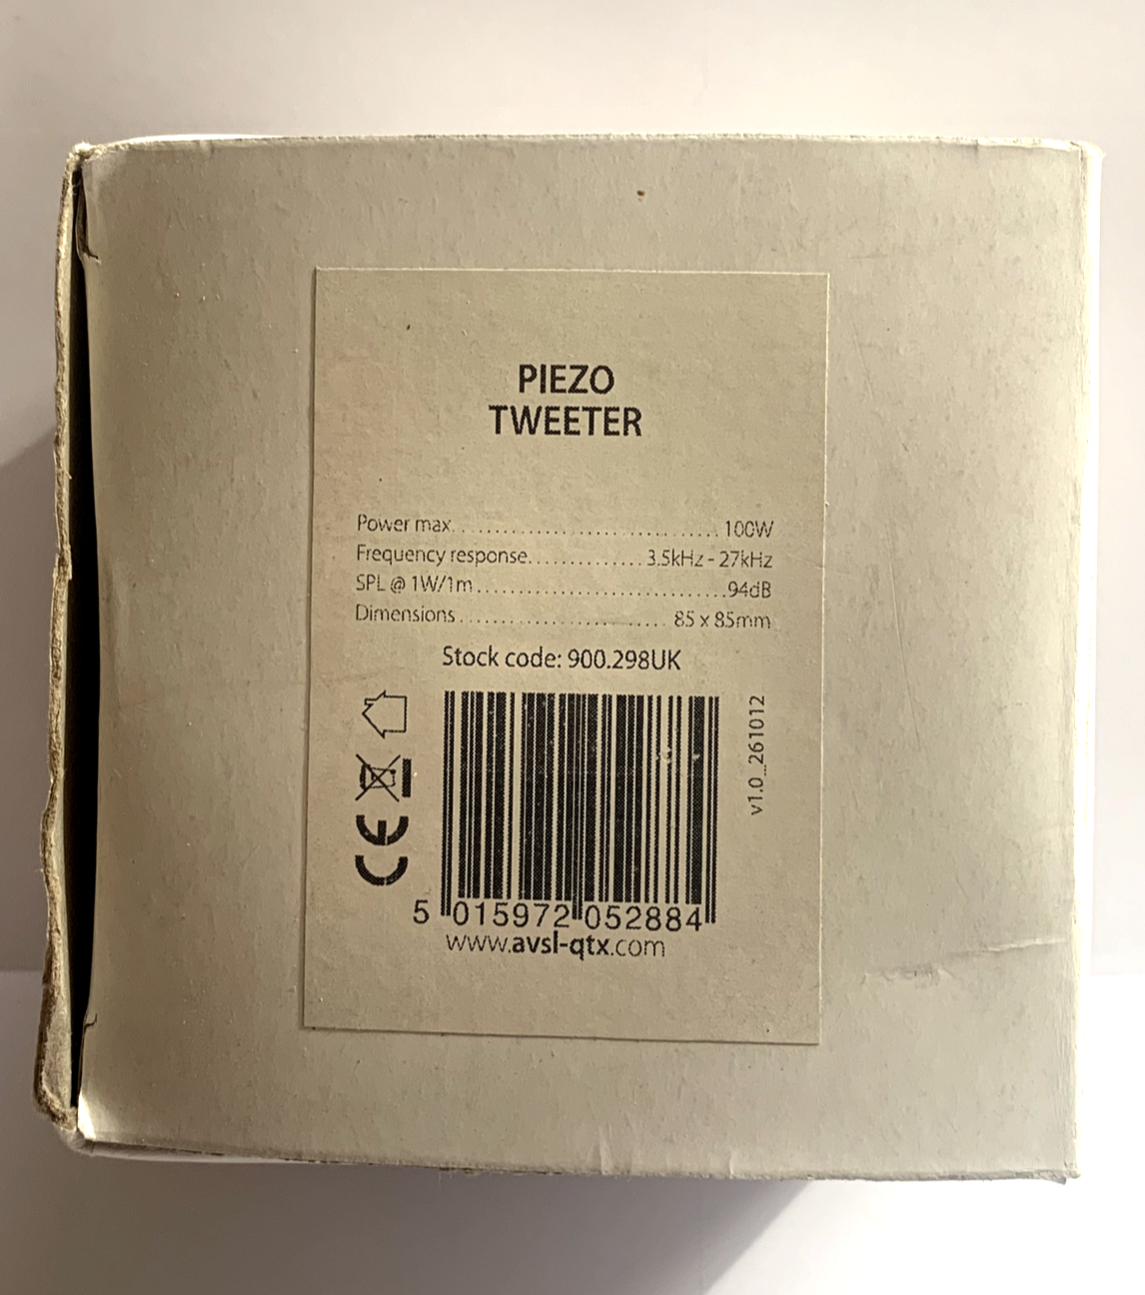 PIEZO
TWEETER
Power max.................................100W
Frequency response.............3.5kHz - 27kHz
SPL @ 1W/1m..............................94dB
Dimensions.........................85 x 85mm
Stock code: 900.298UK
CE
v1.0_261012
5 015972 052884
www.avsl-qtx.com